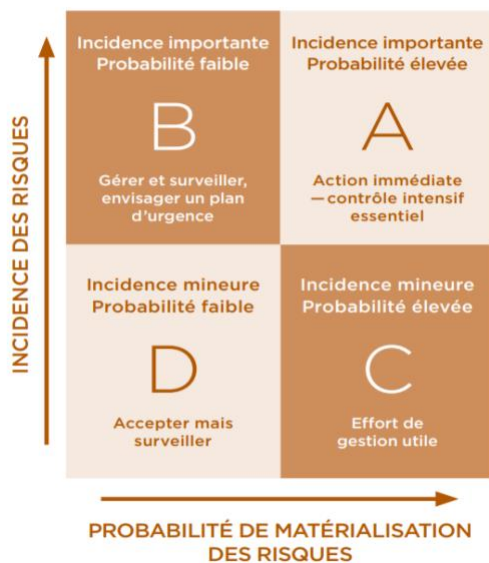 INCIDENCE DES RISQUES
Incidence importante
Probabilité faible
B
Gérer et surveiller,
envisager un plan
d’urgence
Incidence importante
Probabilité élevée
A
Action immédiate
—contrôle intensif
essentiel
Incidence mineure
Probabilité faible
D
Accepter mais
surveiller
Incidence mineure
Probabilité élevée
C
Effort de
gestion utile
PROBABILITÉ DE MATÉRIALISATION
DES RISQUES